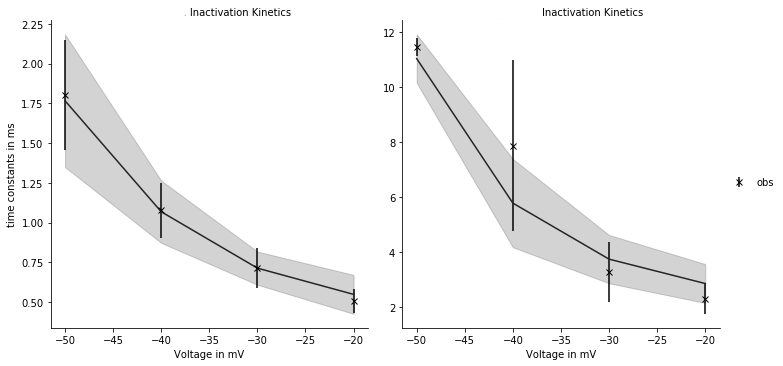 Inactivation Kinetics
2.25
2.00
1.75
1.50
1.25
1.00
0.75
0.50
time constants in ms
−50 −45 −40 −35 −30 −25 −20
Voltage in mV
Inactivation Kinetics
12
10
8
6
4
2
−50 −45 −40 −35 −30 −25 −20
Voltage in mV
obs